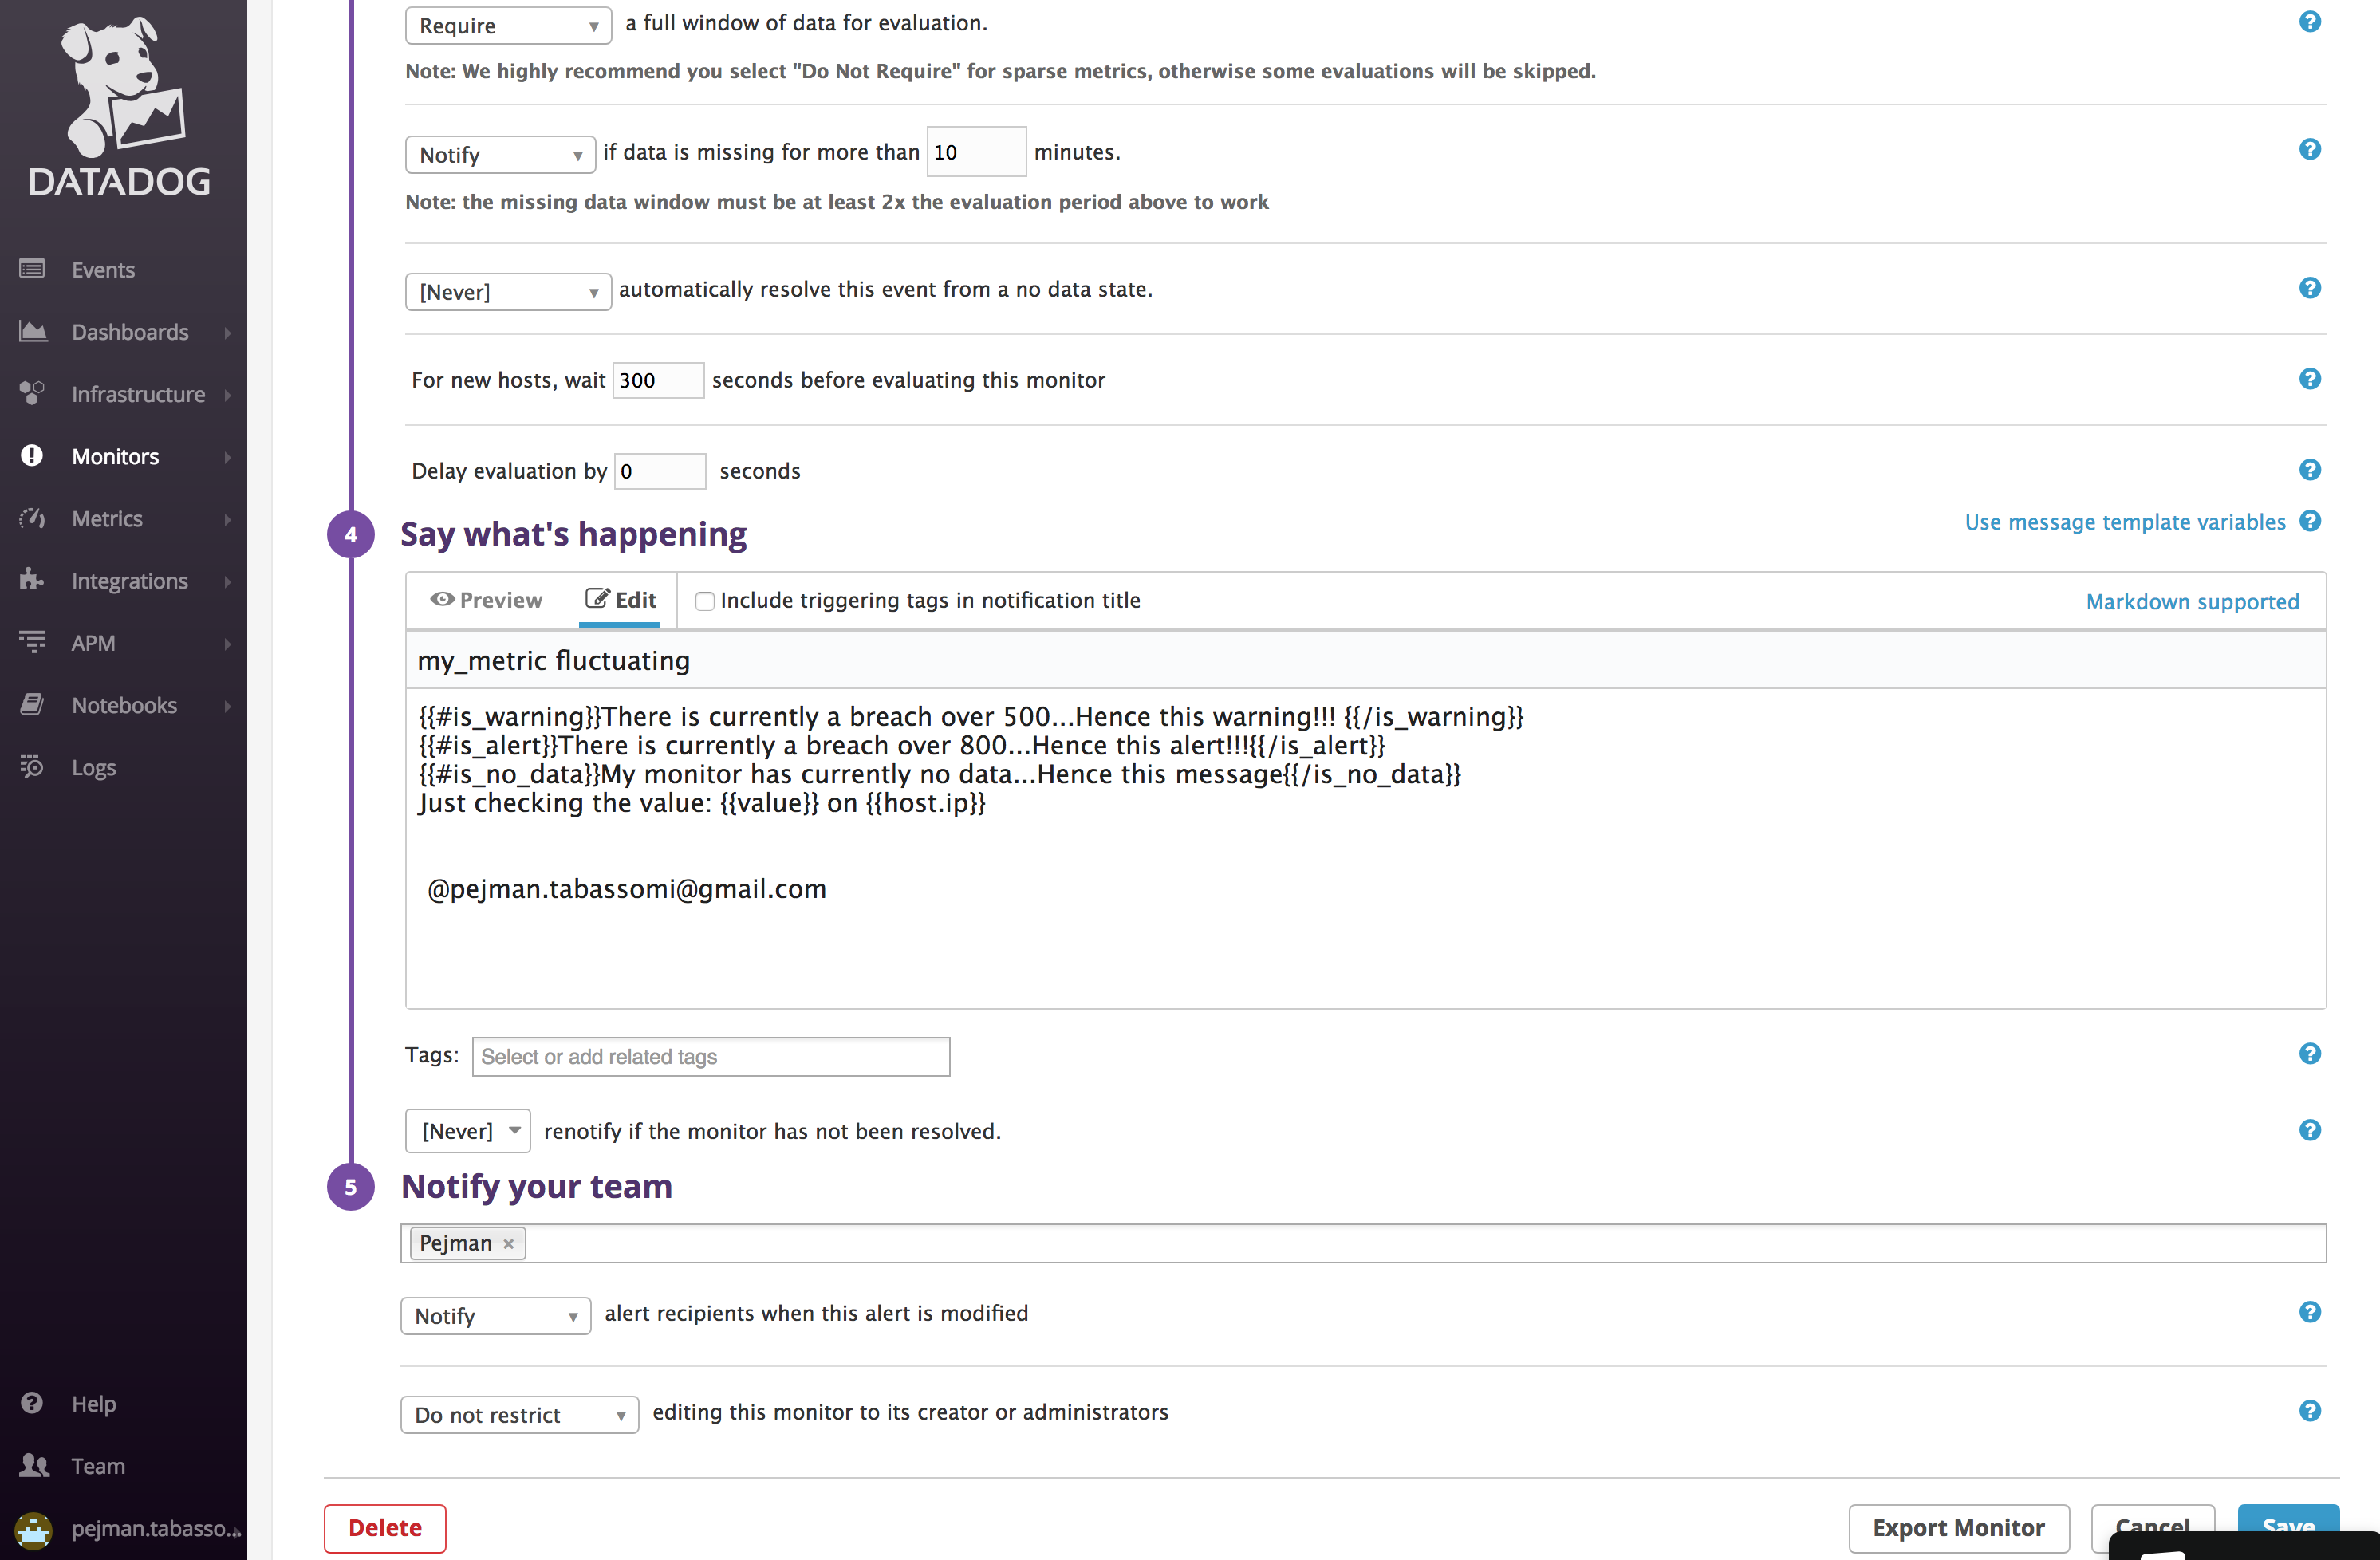 DATADOG
Events
Dashboards
Infrastructure
Monitors
Metrics
Integrations
APM
Notebooks
Logs
Help
Team
pejman.tabasso...
Require a full window of data for evaluation.
Note: We highly recommend you select "Do Not Require" for sparse metrics, otherwise some evaluations will be skipped.
Notify if data is missing for more than 10 minutes.
Note: the missing data window must be at least 2x the evaluation period above to work
[Never] automatically resolve this event from a no data state.
For new hosts, wait 300 seconds before evaluating this monitor
Delay evaluation by 0 seconds
4 Say what's happening Use message template variables
Preview Edit Include triggering tags in notification title Markdown supported
my_metric fluctuating
{{#is_warning}}There is currently a breach over 500...Hence this warning!!! {{/is_warning}}
{{#is_alert}}There is currently a breach over 800...Hence this alert!!!{{/is_alert}}
{{#is_no_data}}My monitor has currently no data...Hence this message{{/is_no_data}}
Just checking the value: {{value}} on {{host.ip}}
@pejman.tabassomi@gmail.com
Tags: Select or add related tags
[Never] renotify if the monitor has not been resolved.
5 Notify your team
Pejman ×
Notify alert recipients when this alert is modified
Do not restrict editing this monitor to its creator or administrators
Delete Export Monitor Cancel Save